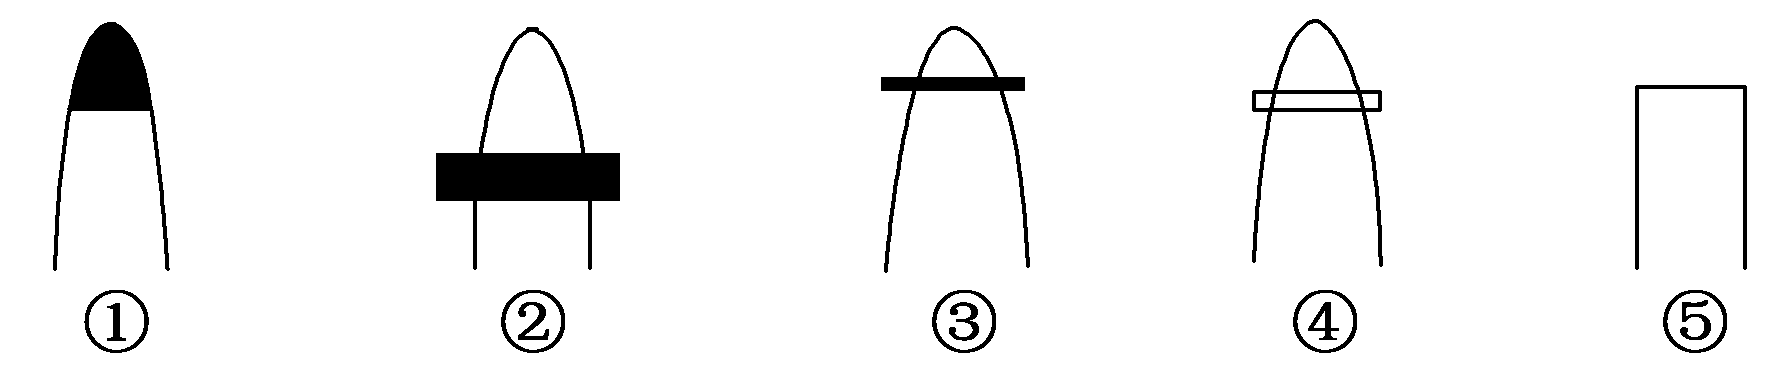 ① ② ③ ④ ⑤